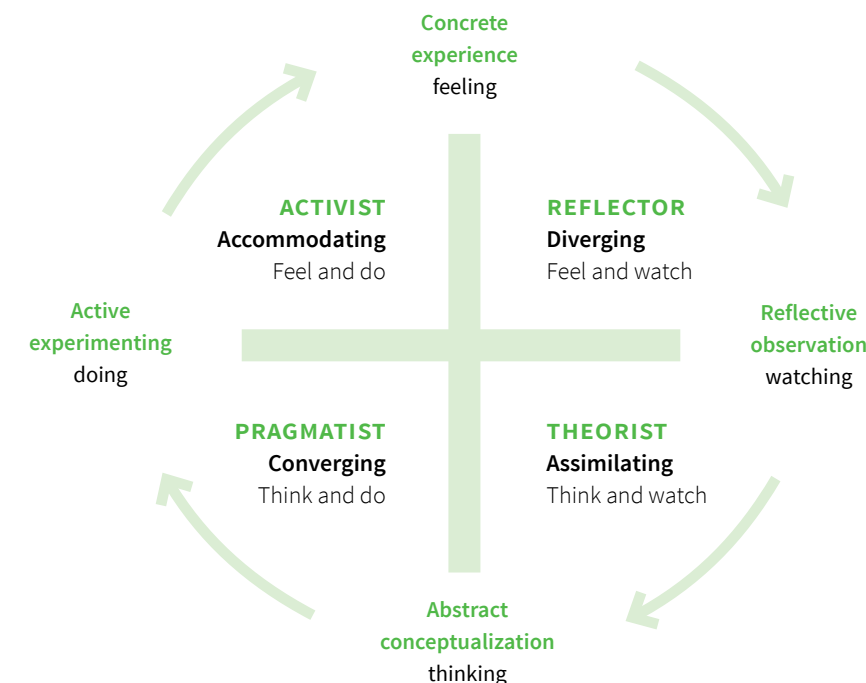 Concrete
experience
feeling
ACTIVIST
Accommodating
Feel and do
REFLECTOR
Diverging
Feel and watch
Active
experimenting
doing
Reflective
observation
watching
PRAGMATIST
Converging
Think and do
THEORIST
Assimilating
Think and watch
Abstract
conceptualization
thinking